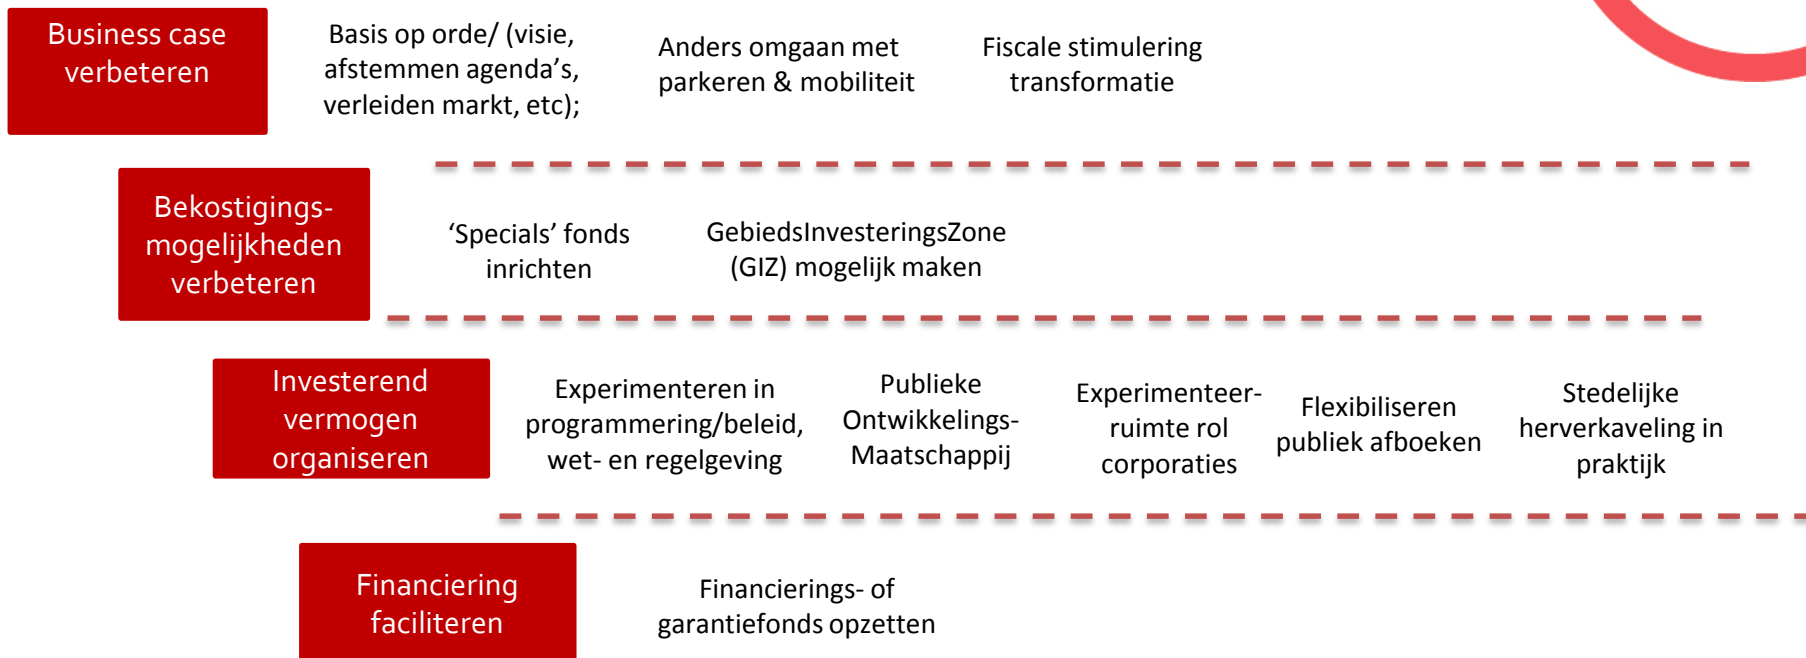 Business case
verbeteren
Basis op orde/ (visie,
afstemmen agenda’s,
verleiden markt, etc);
Anders omgaan met
parkeren & mobiliteit
Fiscale stimulering
transformatie
Bekostigings-
mogelijkheden
verbeteren
‘Specials’ fonds
inrichten
GebiedsInvesteringsZone
(GIZ) mogelijk maken
Investerend
vermogen
organiseren
Experimenteren in
programmering/beleid,
wet- en regelgeving
Publieke
Ontwikkelings-
Maatschappij
Experimenteer-
ruimte rol
corporaties
Flexibiliseren
publiek afboeken
Stedelijke
herverkaveling in
praktijk
Financiering
faciliteren
Financierings- of
garantiefonds opzetten